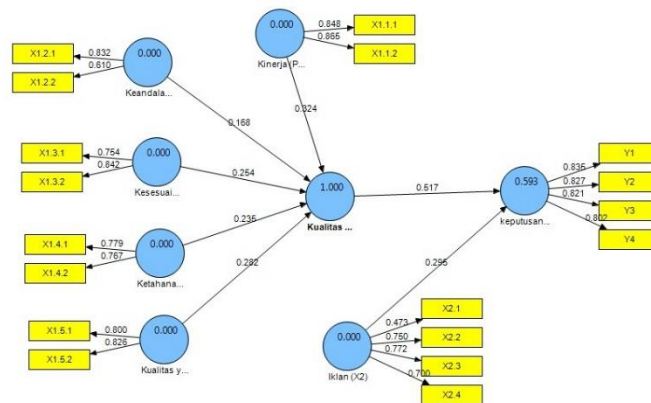 0.000
Kinerja (P...
0.848
0.865
X1.1.1
X1.1.2
X1.2.1
X1.2.2
0.832
0.610
0.000
Keandala...
0.168
0.324
X1.3.1
X1.3.2
0.754
0.842
0.000
Kesesuai...
0.254
1.000
Kualitas ...
0.517
0.593
keputusan...
0.835
0.827
0.821
0.802
Y1
Y2
Y3
Y4
X1.4.1
X1.4.2
0.779
0.767
0.000
Ketahana...
0.235
X1.5.1
X1.5.2
0.800
0.826
0.000
Kualitas y...
0.282
0.295
0.000
Iklan (X2)
0.473
0.750
0.772
0.700
X2.1
X2.2
X2.3
X2.4